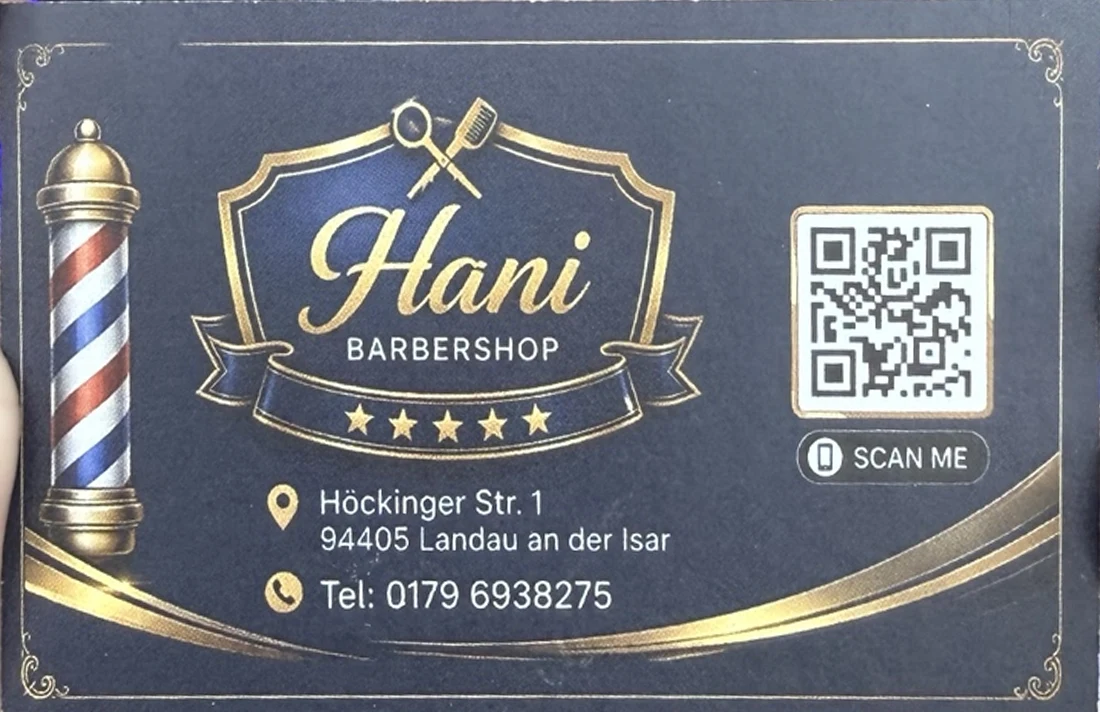 Hani
BARBERSHOP
Höckinger Str. 1
94405 Landau an der Isar
Tel: 0179 6938275
SCAN ME